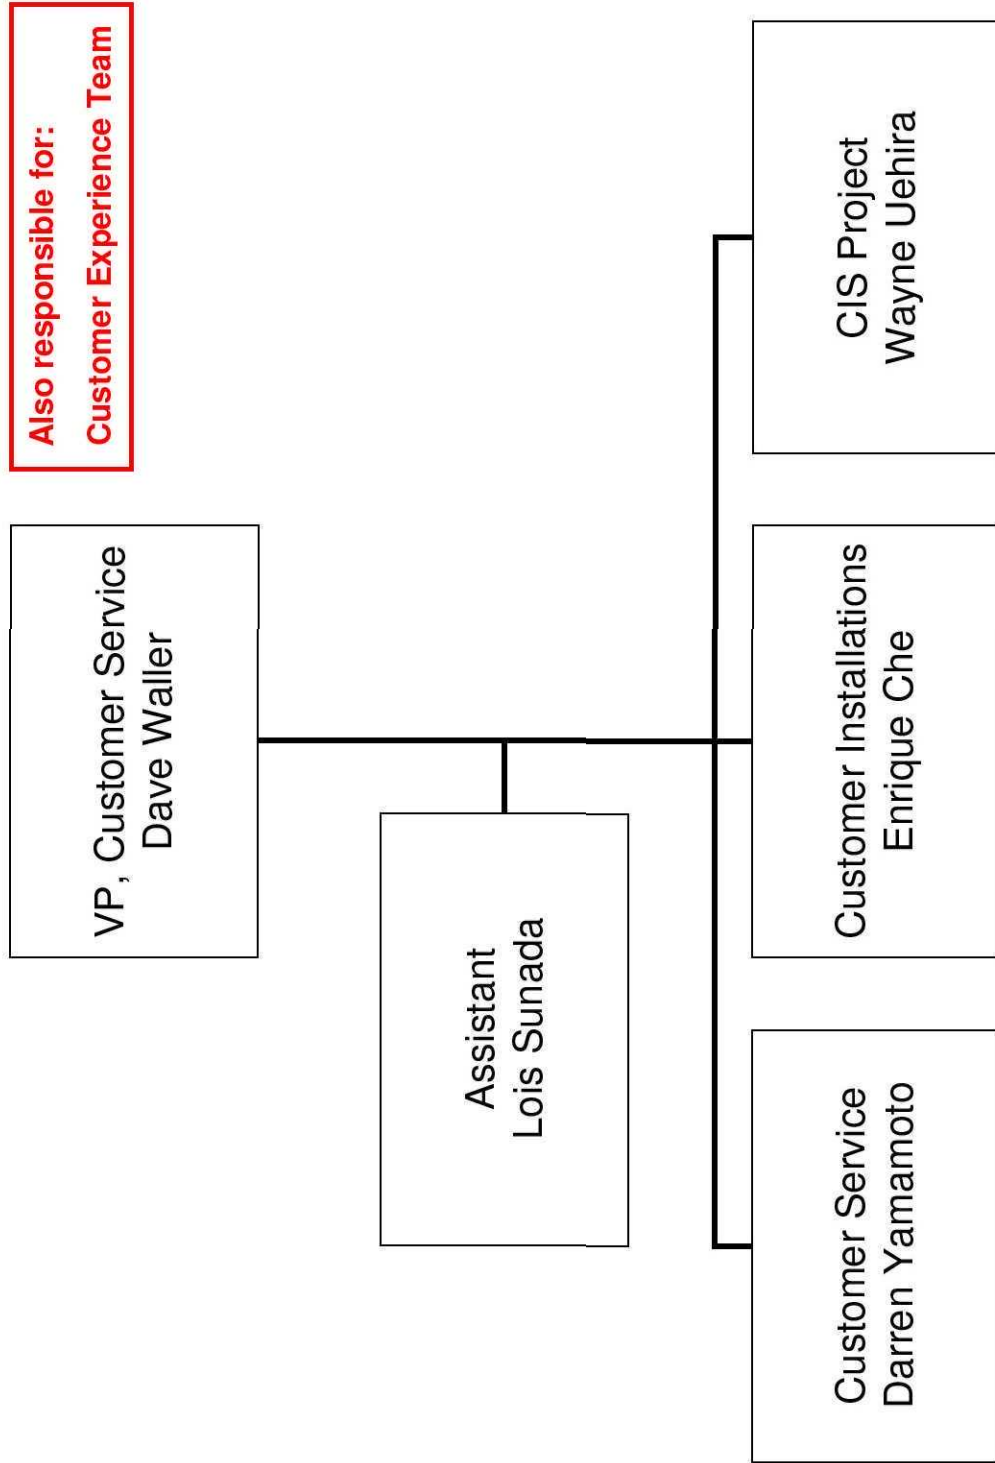 Also responsible for:
Customer Experience Team
VP, Customer Service
Dave Waller
Assistant
Lois Sunada
Customer Service
Darren Yamamoto
Customer Installations
Enrique Che
CIS Project
Wayne Uehira